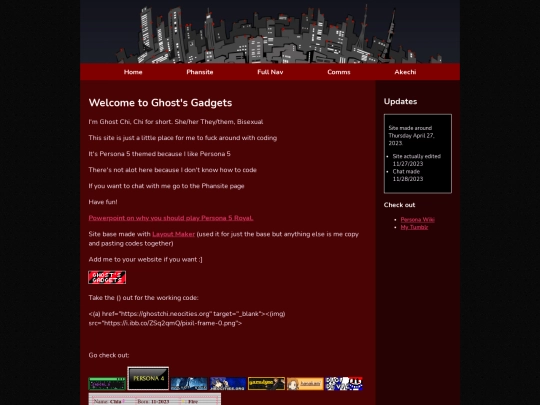 Home Phansite Full Nav Comms Akechi
Welcome to Ghost's Gadgets
I'm Ghost Chi, Chi for short. She/her They/them, Bisexual
This site is just a little place for me to fuck around with coding
It's Persona 5 themed because I like Persona 5
There's not alot here because I don't know how to code
If you want to chat with me go to the Phansite page
Have fun!
Powerpoint on why you should play Persona 5 Royal.
Site base made with Layout Maker (used it for just the base but anything else is me copy
and pasting codes together)
Add me to your website if you want :]
GHOST'S
GADGETS
Take the () out for the working code:
<(a) href="https://ghostchi.neocities.org" target="_blank"><(img)
src="https://i.ibb.co/ZSq2qmQ/pixil-frame-0.png">
Go check out:
PERSONA 4
Updates
Site made around
Thursday April 27,
2023
Site actually edited
11/27/2023
Chat made
11/28/2023
Check out
Persona Wiki
My Tumblr